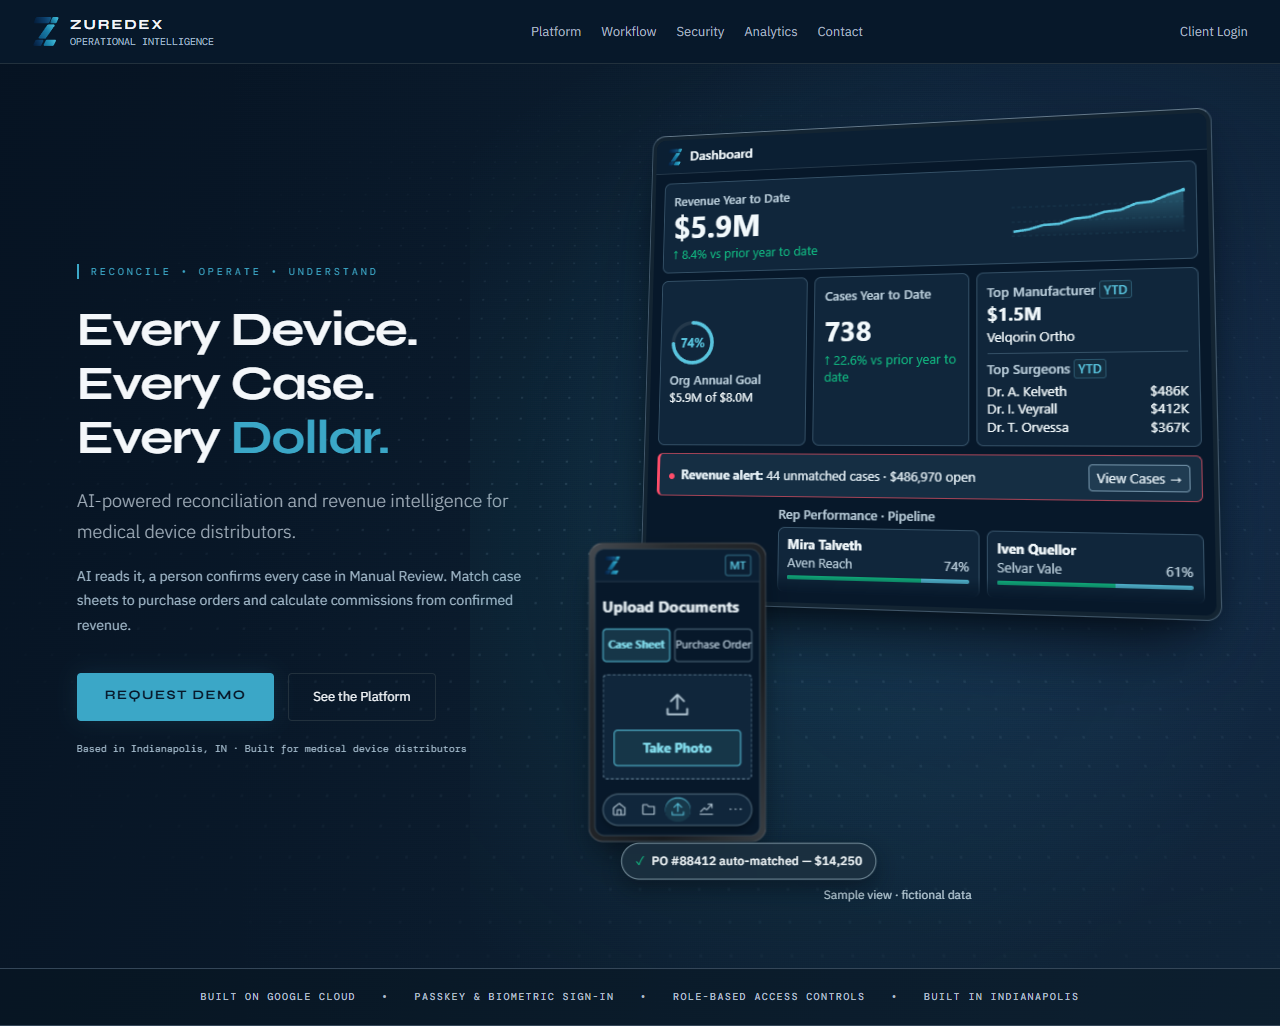 ZUREDEX
OPERATIONAL INTELLIGENCE
Platform
Workflow
Security
Analytics
Contact
Client Login
RECONCILE • OPERATE • UNDERSTAND
Every Device.
Every Case.
Every Dollar.
AI-powered reconciliation and revenue intelligence for
medical device distributors.
AI reads it, a person confirms every case in Manual Review. Match case
sheets to purchase orders and calculate commissions from confirmed
revenue.
REQUEST DEMO
See the Platform
Based in Indianapolis, IN · Built for medical device distributors
Dashboard
Revenue Year to Date
$5.9M
↑ 8.4% vs prior year to date
74%
Org Annual Goal
$5.9M of $8.0M
Cases Year to Date
738
↑ 22.6% vs prior year to
date
Top Manufacturer YTD
$1.5M
Velqorin Ortho
Top Surgeons YTD
Dr. A. Kelveth $486K
Dr. I. Veyrall $412K
Dr. T. Orvessa $367K
Revenue alert: 44 unmatched cases · $486,970 open
View Cases →
Rep Performance · Pipeline
Mira Talveth
Aven Reach 74%
Iven Quellor
Selvar Vale 61%
MT
Upload Documents
Case Sheet
Purchase Order
Take Photo
✓ PO #88412 auto-matched — $14,250
Sample view · fictional data
BUILT ON GOOGLE CLOUD • PASSKEY & BIOMETRIC SIGN-IN • ROLE-BASED ACCESS CONTROLS • BUILT IN INDIANAPOLIS